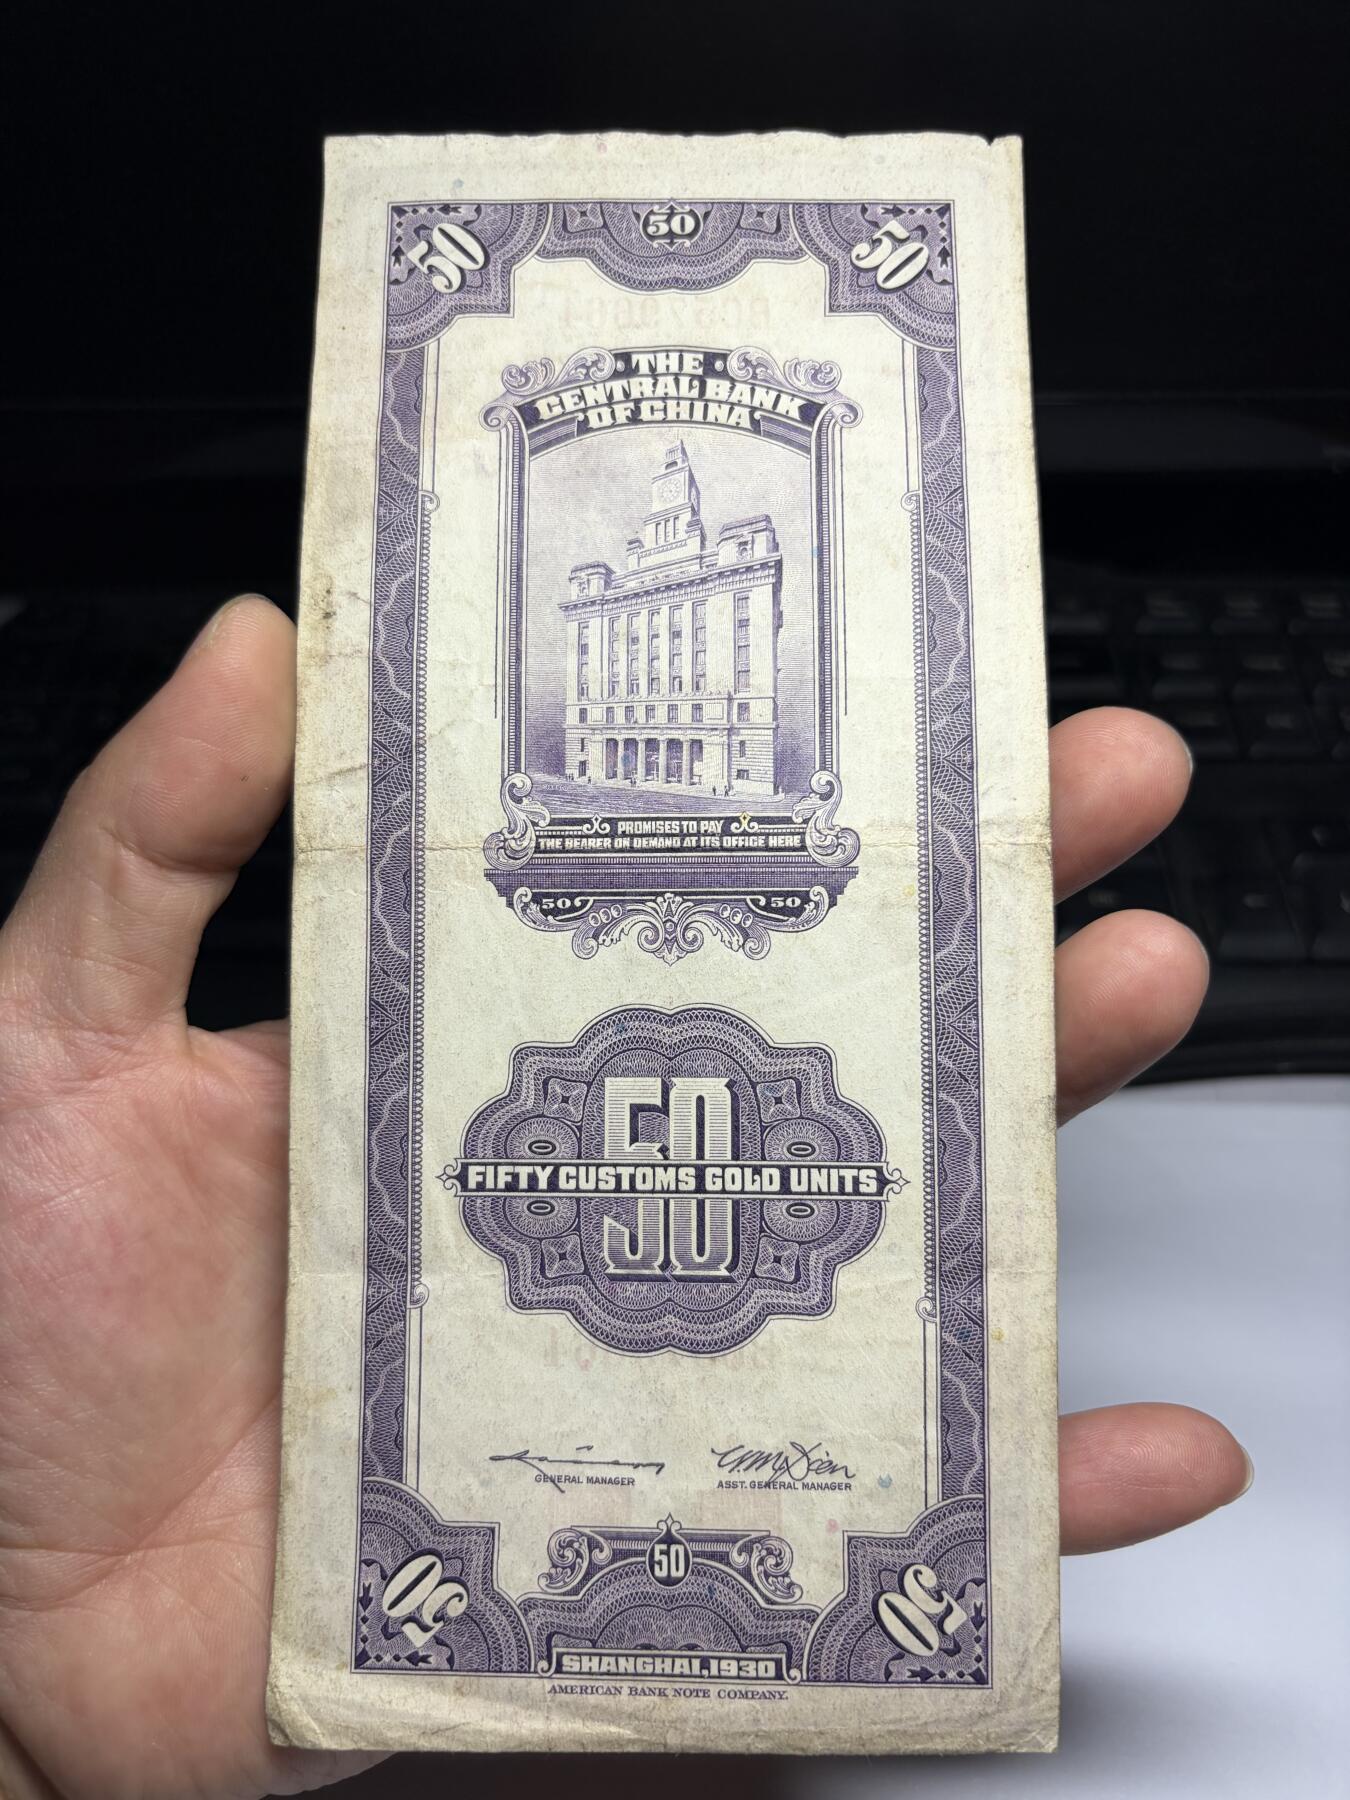 50 50 50
THE
CENTRAL BANK
OF CHINA
PROMISES TO PAY
THE BEARER ON DEMAND AT ITS OFFICE HERE
50 50
50
FIFTY CUSTOMS GOLD UNITS
50
GENERAL MANAGER
ASST. GENERAL MANAGER
50
50 50
SHANGHAI, 1930
AMERICAN BANK NOTE COMPANY.